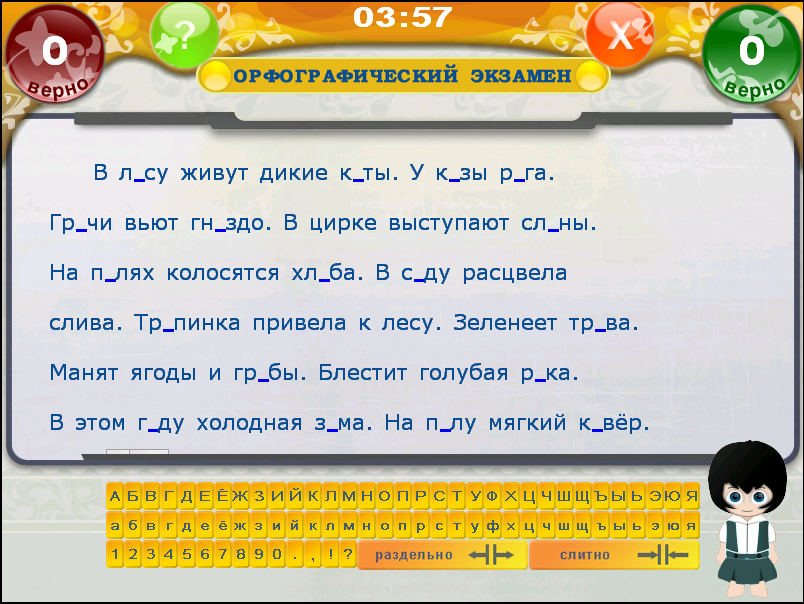 03:57
0
верно
?
X
0
верно
ОРФОГРАФИЧЕСКИЙ ЭКЗАМЕН
В л_су живут дикие к_ты. У к_зы р_га.
Гр_чи вьют гн_здо. В цирке выступают сл_ны.
На п_лях колосятся хл_ба. В с_ду расцвела
слива. Тр_пинка привела к лесу. Зеленеет тр_ва.
Манят ягоды и гр_бы. Блестит голубая р_ка.
В этом г_ду холодная з_ма. На п_лу мягкий к_вёр.
А Б В Г Д Е Ё Ж З И Й К Л М Н О П Р С Т У Ф Х Ц Ч Ш Щ Ъ Ы Ь Э Ю Я
а б в г д е ё ж з и й к л м н о п р с т у ф х ц ч ш щ ъ ы ь э ю я
1 2 3 4 5 6 7 8 9 0 . , ! ? раздельно слитно